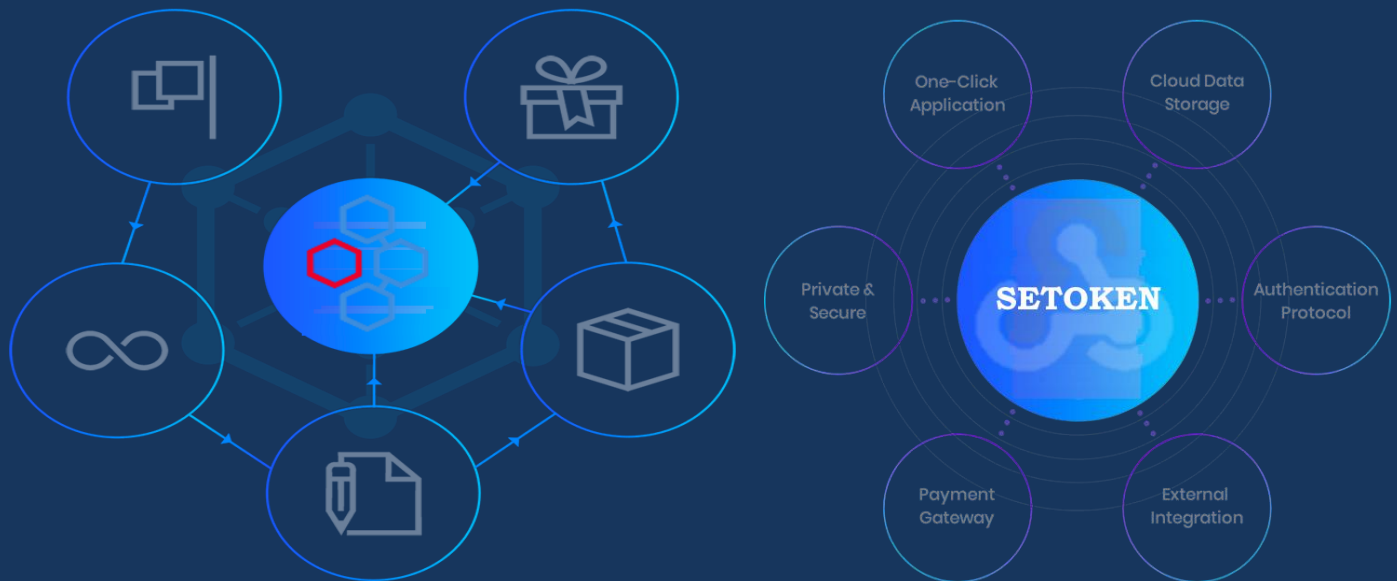 One-Click
Application
Cloud Data
Storage
Private &
Secure
SETOKEN
Authentication
Protocol
Payment
Gateway
External
Integration